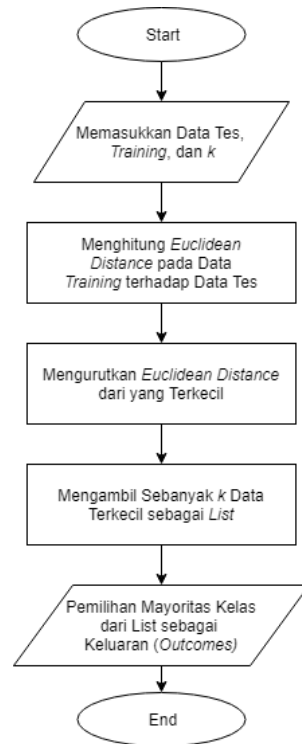 Start
Memasukkan Data Tes,
Training, dan k
Menghitung Euclidean
Distance pada Data
Training terhadap Data Tes
Mengurutkan Euclidean Distance
dari yang Terkecil
Mengambil Sebanyak k Data
Terkecil sebagai List
Pemilihan Mayoritas Kelas
dari List sebagai
Keluaran (Outcomes)
End